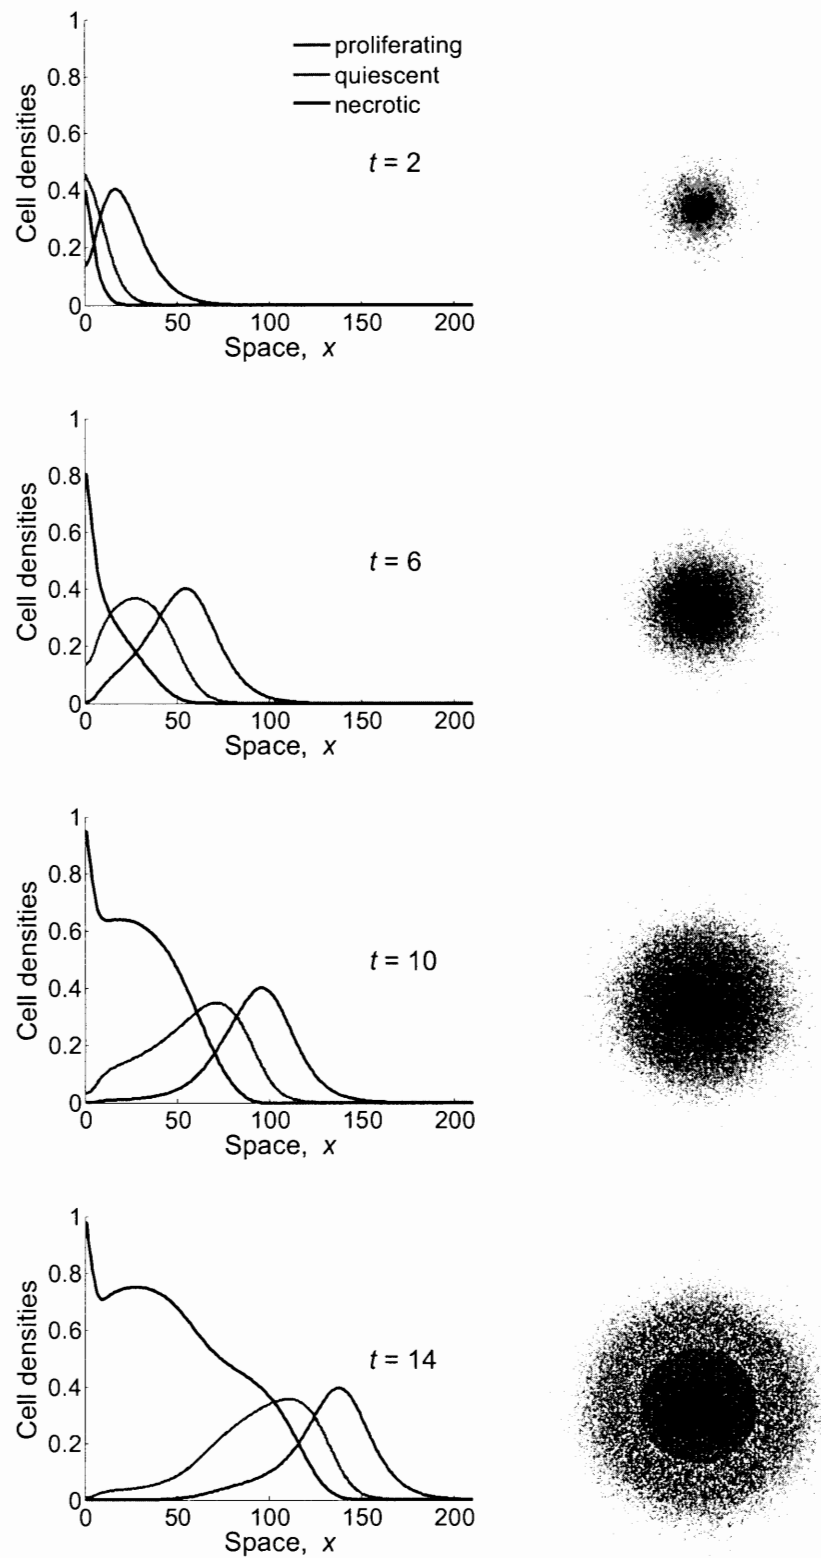 1
0.8
0.6
0.4
0.2
0
Cell densities
proliferating
quiescent
necrotic
t = 2
0 50 100 150 200
Space, x
1
0.8
0.6
0.4
0.2
0
Cell densities
t = 6
0 50 100 150 200
Space, x
1
0.8
0.6
0.4
0.2
0
Cell densities
t = 10
0 50 100 150 200
Space, x
1
0.8
0.6
0.4
0.2
0
Cell densities
t = 14
0 50 100 150 200
Space, x